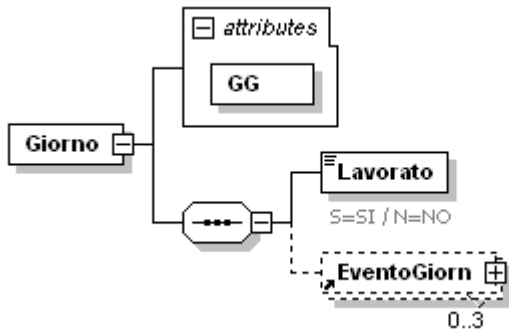 attributes
GG
Giorno
Lavorato
S=SI / N=NO
EventoGiorn
0..3